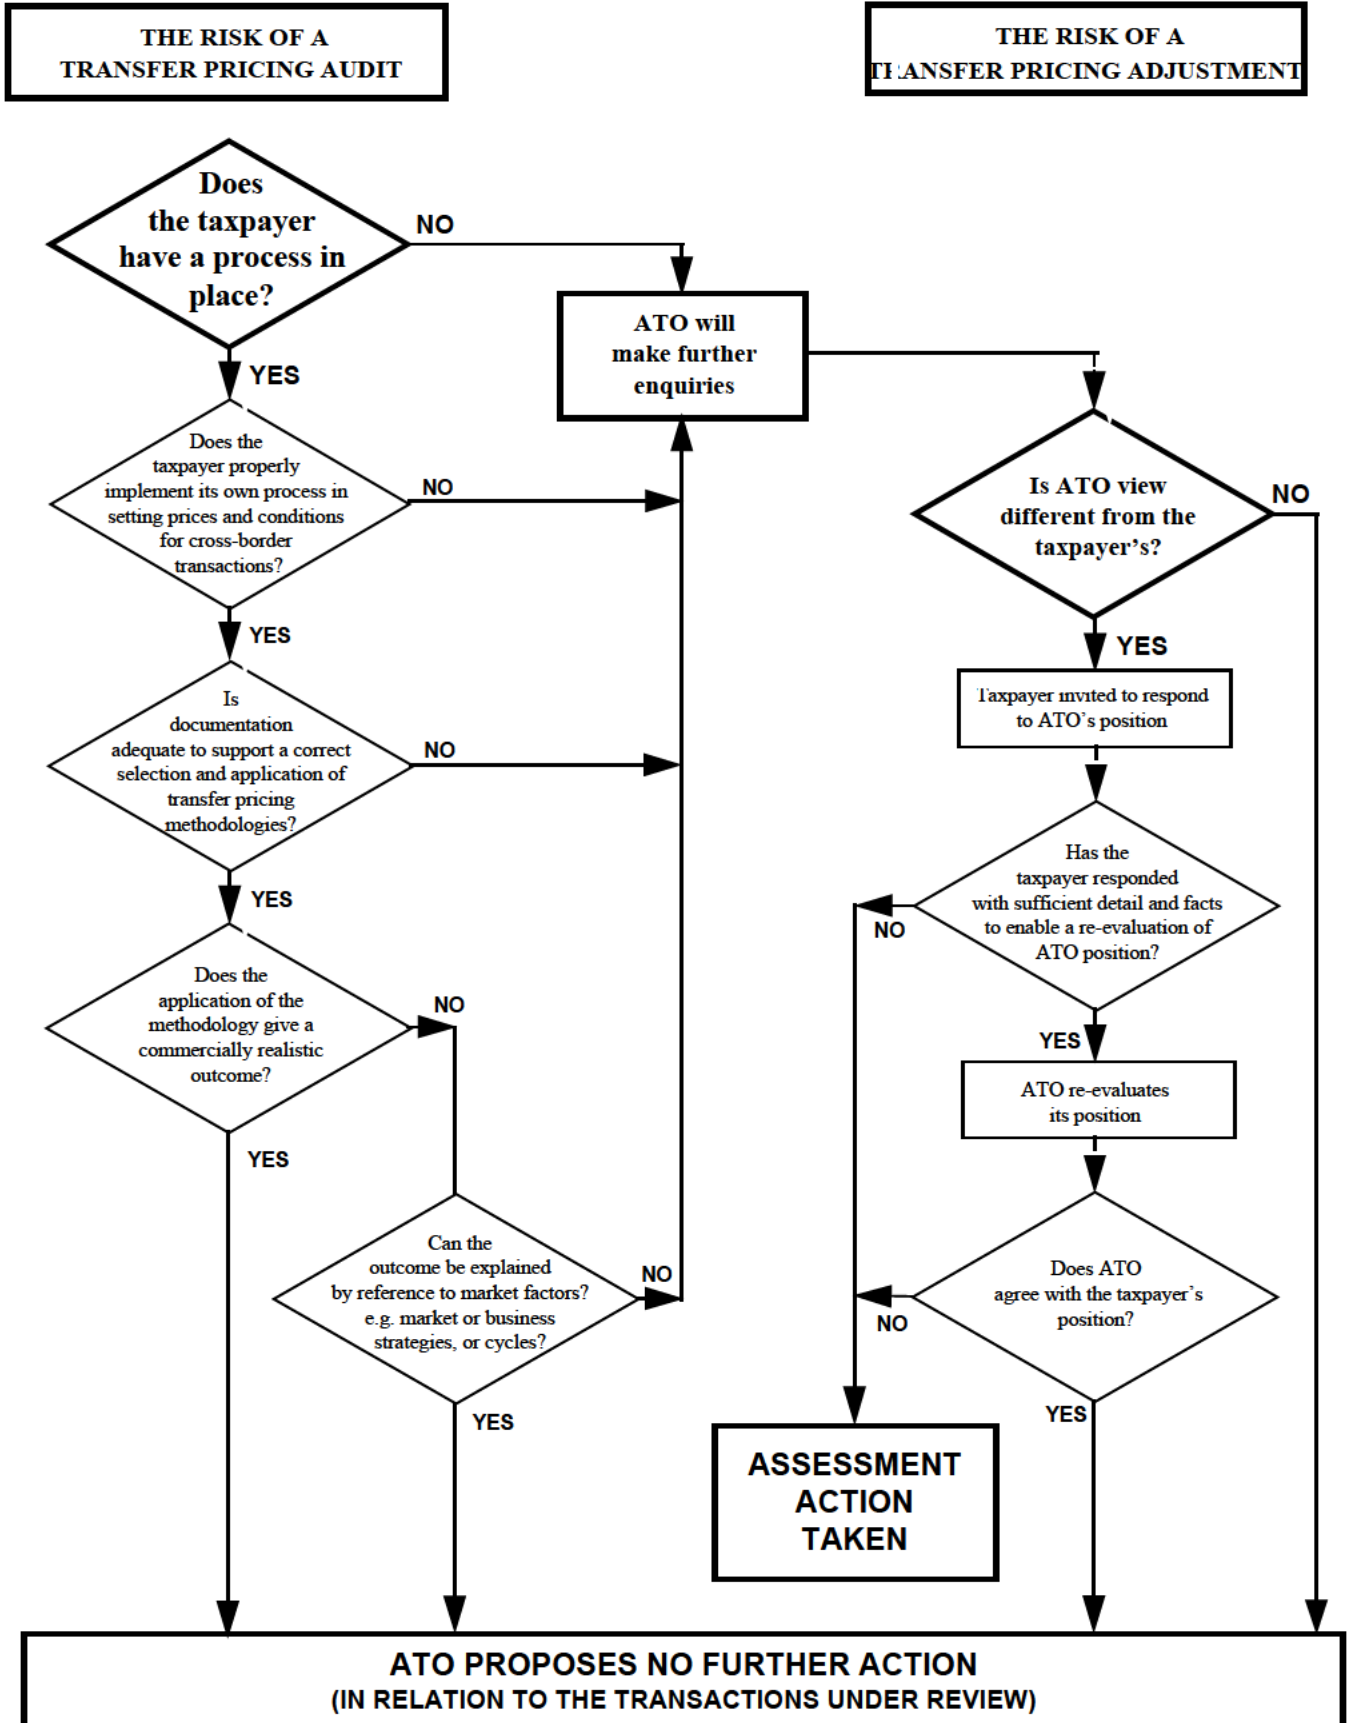 THE RISK OF A
TRANSFER PRICING AUDIT
THE RISK OF A
TRANSFER PRICING ADJUSTMENT
Does
the taxpayer
have a process in
place?
NO
YES
ATO will
make further
enquiries
Does the
taxpayer properly
implement its own process in
setting prices and conditions
for cross-border
transactions?
NO
YES
Is
documentation
adequate to support a correct
selection and application of
transfer pricing
methodologies?
NO
YES
Does the
application of the
methodology give a
commercially realistic
outcome?
NO
YES
Can the
outcome be explained
by reference to market factors?
e.g. market or business
strategies, or cycles?
NO
YES
Is ATO view
different from the
taxpayer's?
NO
YES
Taxpayer invited to respond
to ATO's position
Has the
taxpayer responded
with sufficient detail and facts
to enable a re-evaluation of
ATO position?
NO
YES
ATO re-evaluates
its position
Does ATO
agree with the taxpayer's
position?
NO
YES
ASSESSMENT
ACTION
TAKEN
ATO PROPOSES NO FURTHER ACTION
(IN RELATION TO THE TRANSACTIONS UNDER REVIEW)